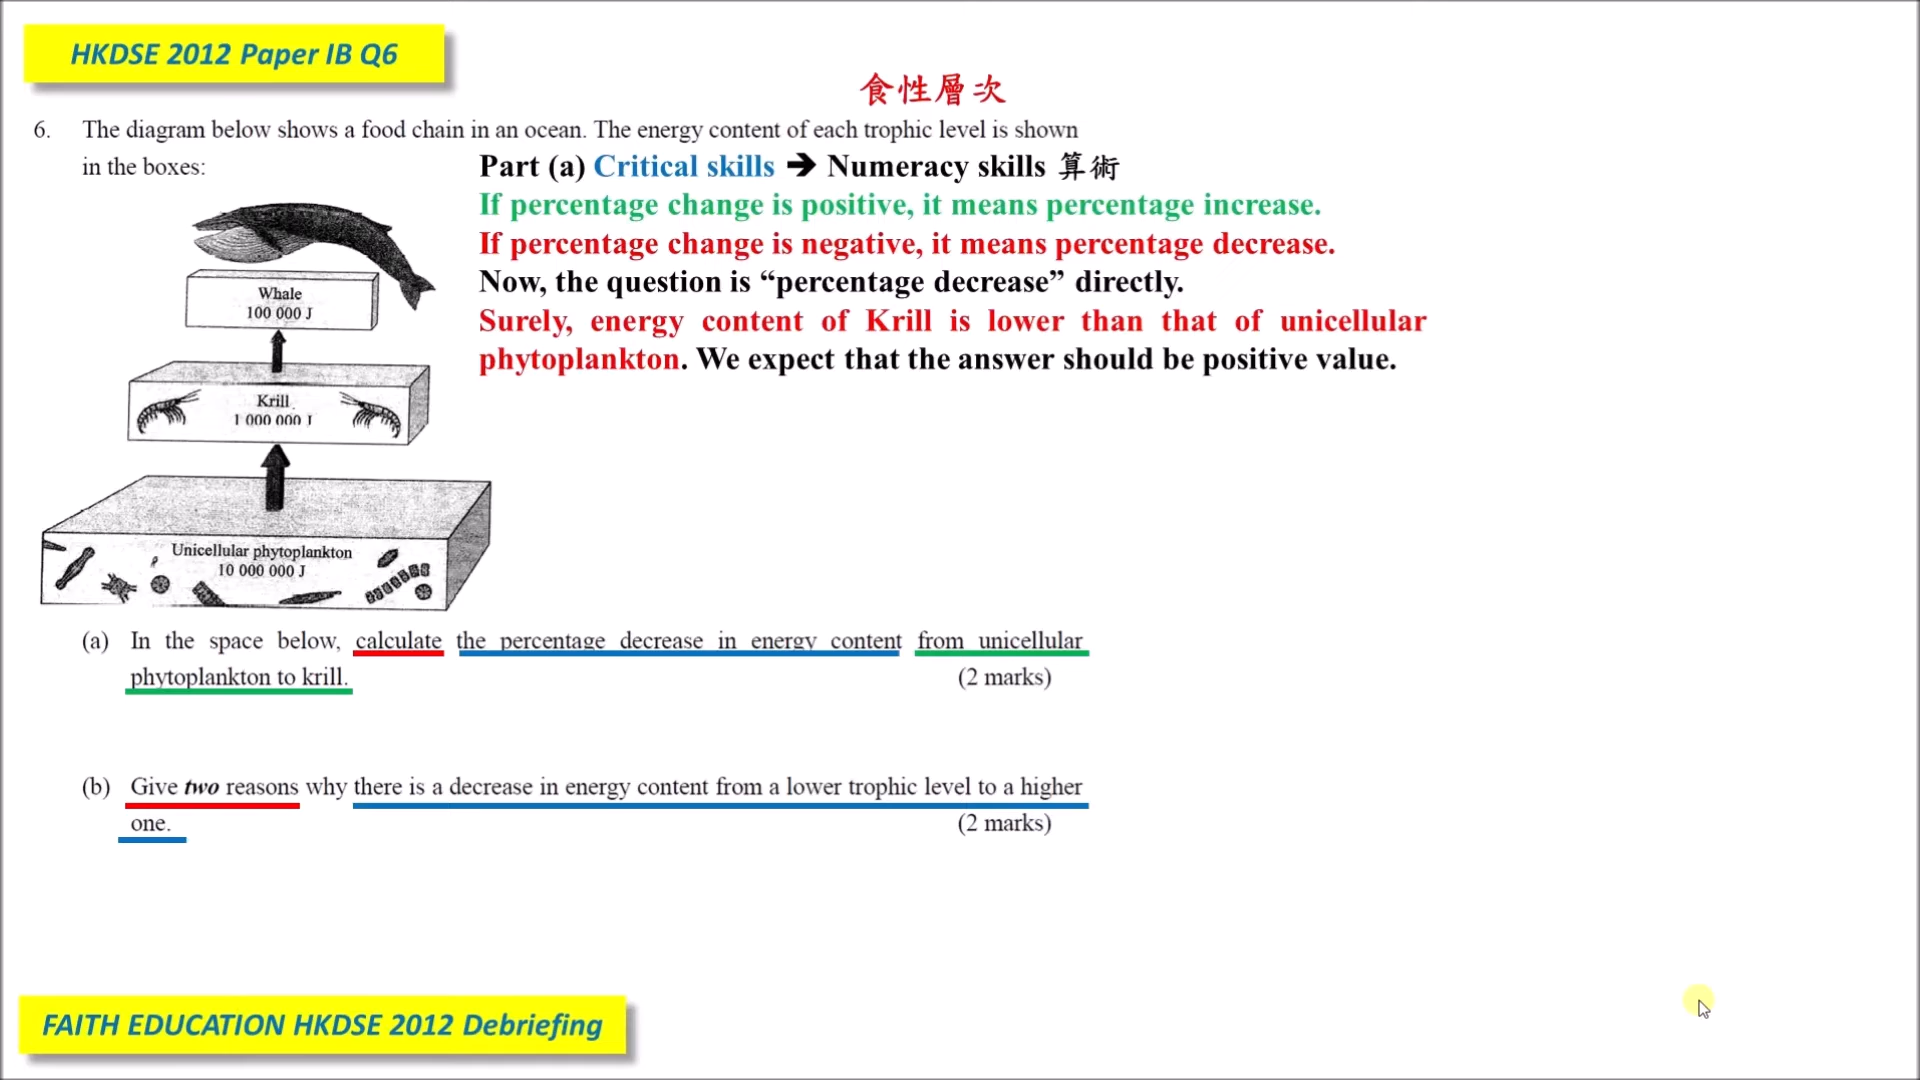 HKDSE 2012 Paper IB Q6
食性層次
6. The diagram below shows a food chain in an ocean. The energy content of each trophic level is shown
in the boxes:
Part (a) Critical skills ➔ Numeracy skills 算術
If percentage change is positive, it means percentage increase.
If percentage change is negative, it means percentage decrease.
Now, the question is “percentage decrease” directly.
Surely, energy content of Krill is lower than that of unicellular
phytoplankton. We expect that the answer should be positive value.
Whale
100 000 J
Krill
1 000 000 J
Unicellular phytoplankton
10 000 000 J
(a) In the space below, calculate the percentage decrease in energy content from unicellular
phytoplankton to krill. (2 marks)
(b) Give two reasons why there is a decrease in energy content from a lower trophic level to a higher
one. (2 marks)
FAITH EDUCATION HKDSE 2012 Debriefing